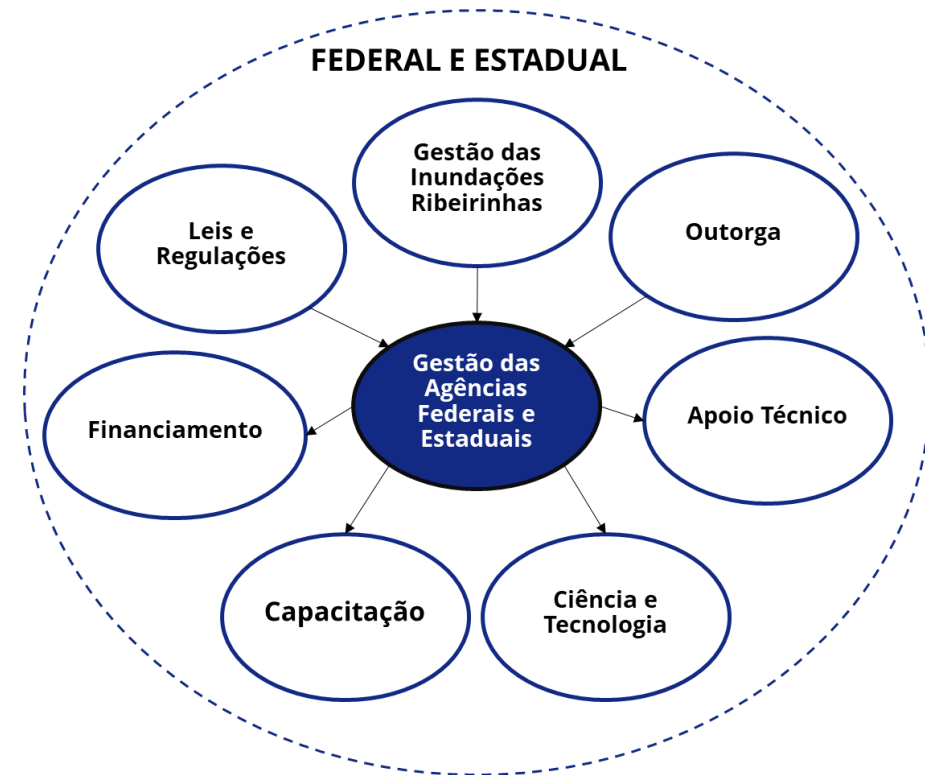 FEDERAL E ESTADUAL
Gestão das
Inundações
Ribeirinhas
Leis e
Regulações
Outorga
Gestão das
Agências
Federais e
Estaduais
Financiamento
Apoio Técnico
Capacitação
Ciência e
Tecnologia